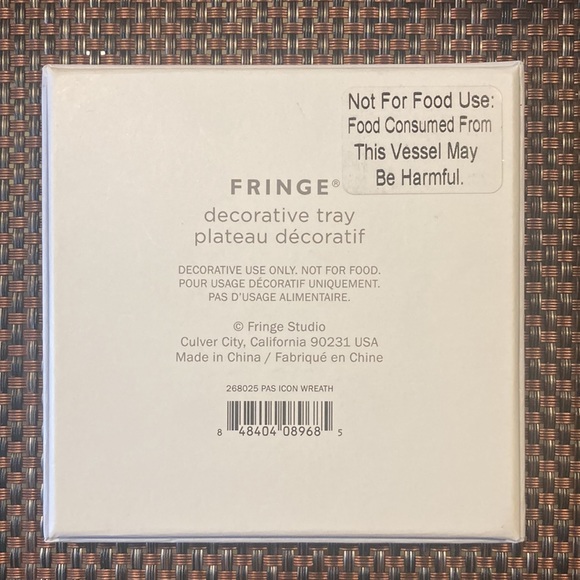 Not For Food Use:
Food Consumed From
This Vessel May
Be Harmful.
FRINGE®
decorative tray
plateau décoratif
DECORATIVE USE ONLY. NOT FOR FOOD.
POUR USAGE DÉCORATIF UNIQUEMENT.
PAS D'USAGE ALIMENTAIRE.
© Fringe Studio
Culver City, California 90231 USA
Made in China / Fabriqué en Chine
268025 PAS ICON WREATH
8 48404 08968 5